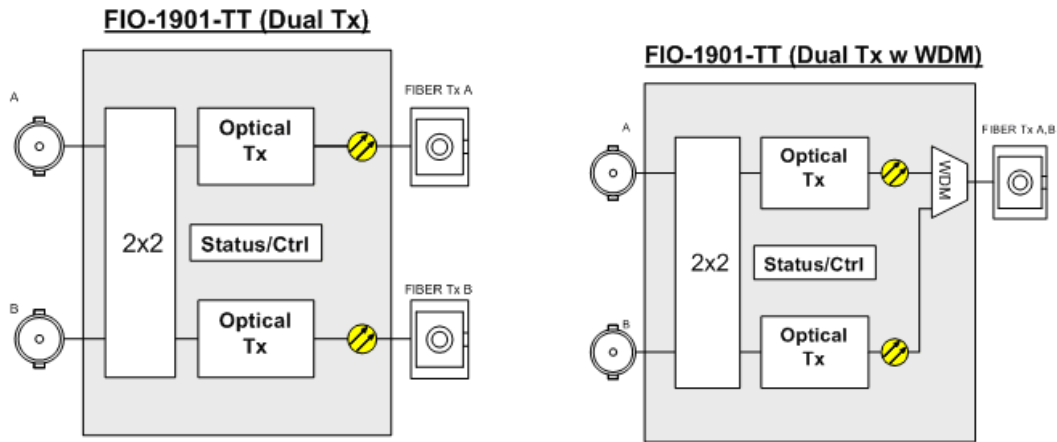 FIO-1901-TT (Dual Tx)
A
FIBER Tx A
Optical
Tx
2x2
Status/Ctrl
B
FIBER Tx B
Optical
Tx
FIO-1901-TT (Dual Tx w WDM)
A
FIBER Tx A,B
Optical
Tx
WDM
2x2
Status/Ctrl
B
Optical
Tx